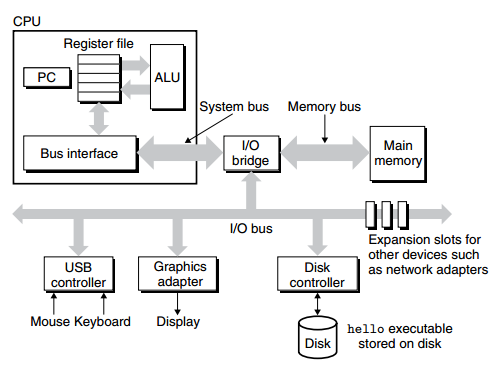 CPU
Register file
PC
ALU
System bus
Memory bus
Bus interface
I/O
bridge
Main
memory
I/O bus
Expansion slots for
other devices such
as network adapters
USB
controller
Graphics
adapter
Disk
controller
Mouse Keyboard
Display
Disk
hello executable
stored on disk